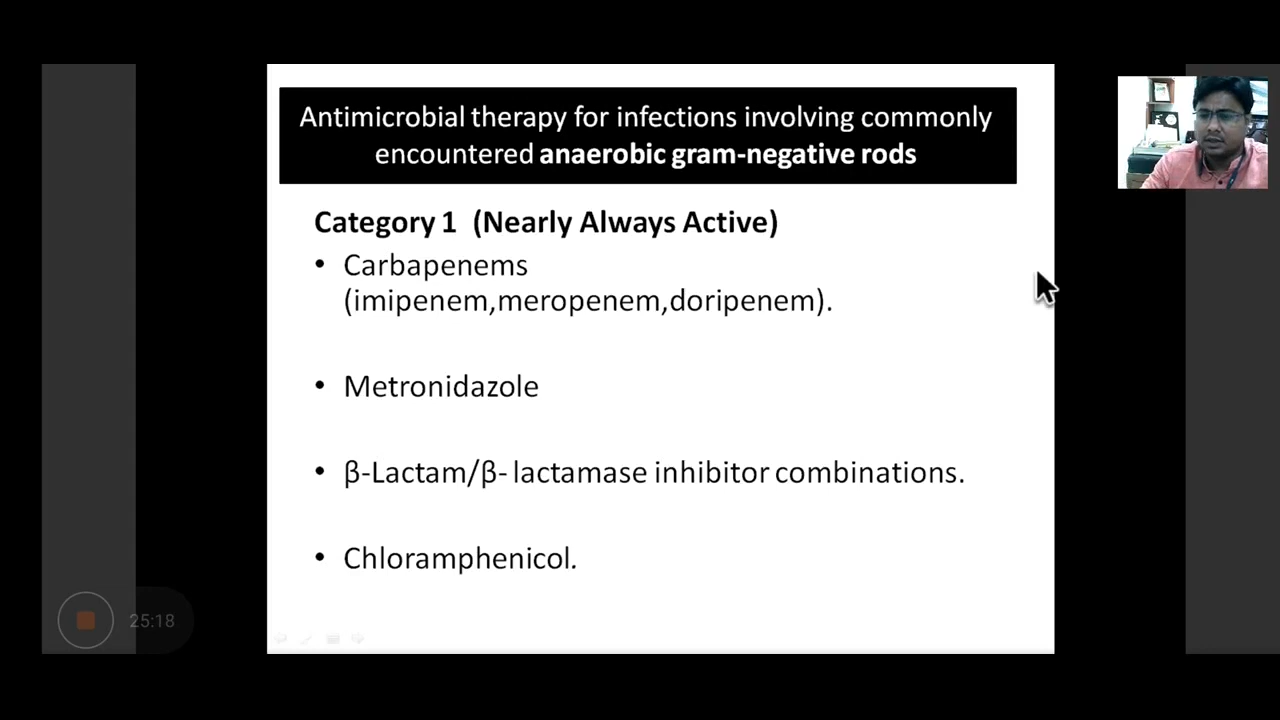 Antimicrobial therapy for infections involving commonly
encountered anaerobic gram-negative rods
Category 1 (Nearly Always Active)
• Carbapenems
(imipenem,meropenem,doripenem).
• Metronidazole
• β-Lactam/β- lactamase inhibitor combinations.
• Chloramphenicol.
25:18